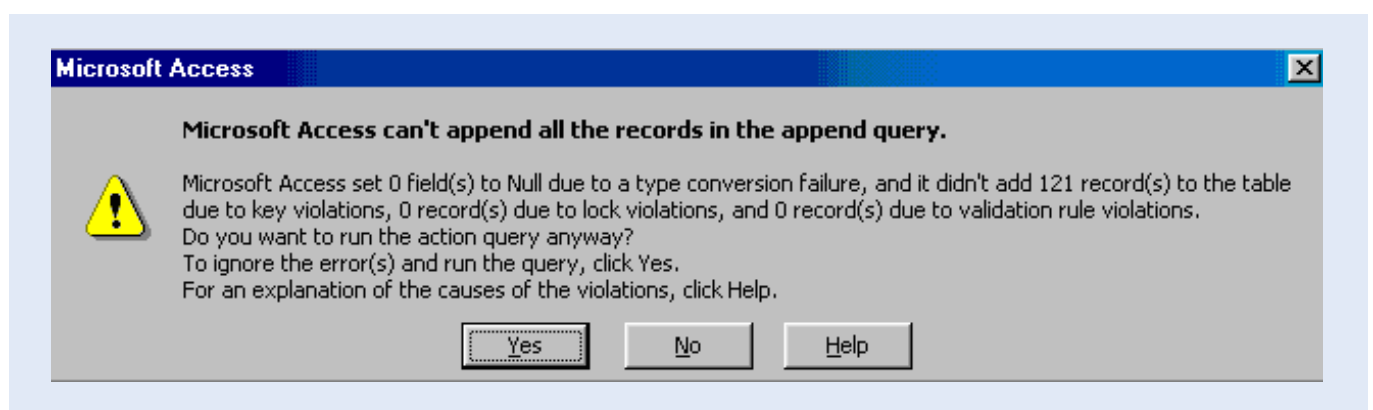 Microsoft Access
Microsoft Access can't append all the records in the append query.
Microsoft Access set 0 field(s) to Null due to a type conversion failure, and it didn't add 121 record(s) to the table
due to key violations, 0 record(s) due to lock violations, and 0 record(s) due to validation rule violations.
Do you want to run the action query anyway?
To ignore the error(s) and run the query, click Yes.
For an explanation of the causes of the violations, click Help.
Yes No Help